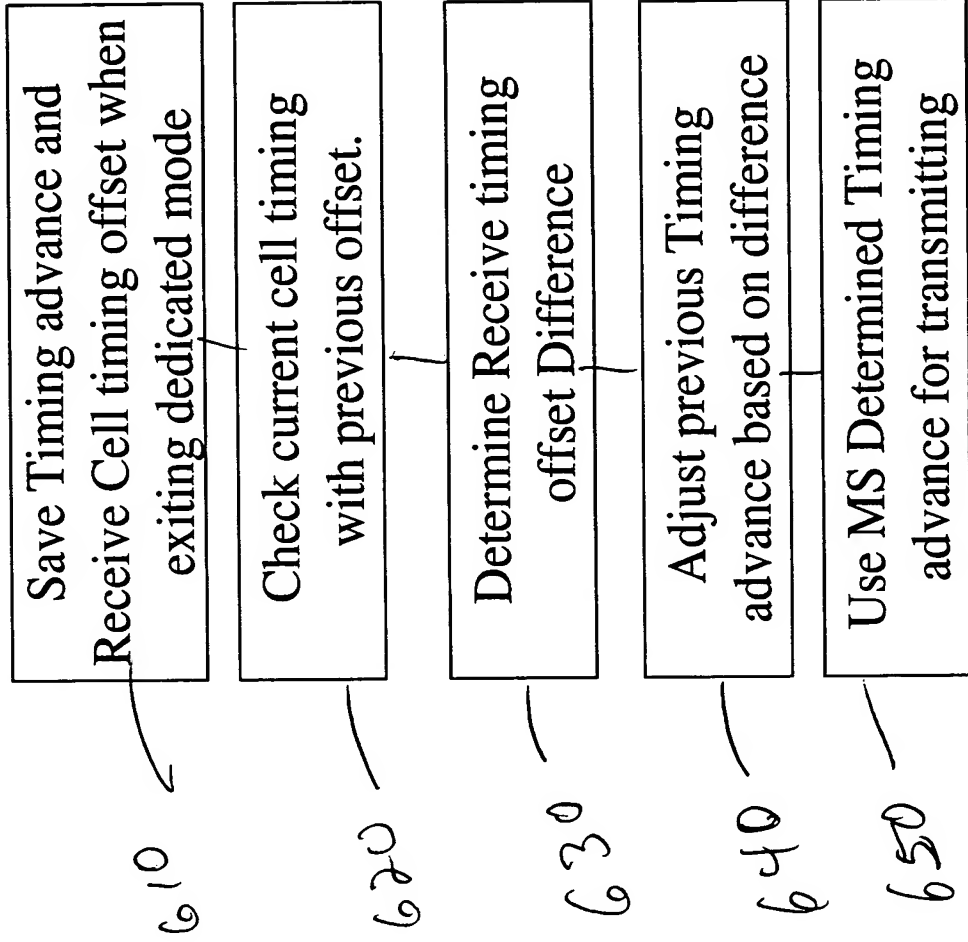 Save Timing advance and
Receive Cell timing offset when
exiting dedicated mode
610
Check current cell timing
with previous offset.
620
Determine Receive timing
offset Difference
630
Adjust previous Timing
advance based on difference
640
Use MS Determined Timing
advance for transmitting
650